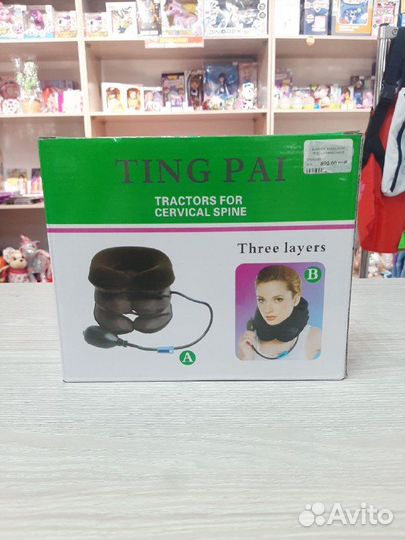 TING PAI
TRACTORS FOR
CERVICAL SPINE
Three layers
B
A
Avito